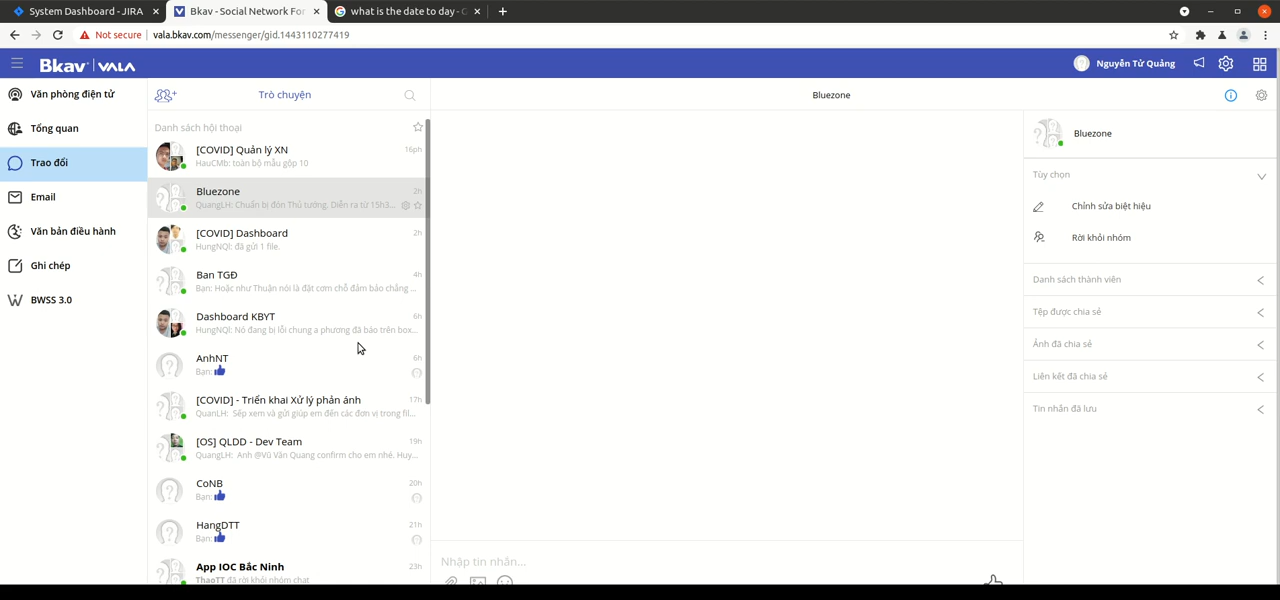 System Dashboard - JIRA
Bkav - Social Network For
what is the date to day - G
Not secure
vala.bkav.com/messenger/gid.1443110277419
Bkav VALA
Nguyễn Tử Quảng
Văn phòng điện tử
Tổng quan
Trao đổi
Email
Văn bản điều hành
Ghi chép
BWSS 3.0
Trò chuyện
Danh sách hội thoại
[COVID] Quản lý XN
16ph
HauCMb: toàn bộ mẫu gộp 10
Bluezone
2h
QuangLH: Chuẩn bị đón Thủ tướng. Diễn ra từ 15h3...
[COVID] Dashboard
2h
HungNQl: đã gửi 1 file.
Ban TGĐ
4h
Bạn: Hoặc như Thuận nói là đặt cơm chỗ đảm bảo chẳng ...
Dashboard KBYT
6h
HungNQl: Nó đang bị lỗi chung a phương đã báo trên box...
AnhNT
6h
Bạn:
[COVID] - Triển khai Xử lý phản ánh
17h
QuanLH: Sếp xem và gửi giúp em đến các đơn vị trong fil...
[OS] QLDD - Dev Team
19h
QuangLH: Anh @Vũ Văn Quang confirm cho em nhé. Huy...
CoNB
20h
Bạn:
HangDTT
21h
Bạn:
App IOC Bắc Ninh
23h
ThaoTT đã rời khỏi nhóm chat
Bluezone
Nhập tin nhắn...
Bluezone
Tùy chọn
Chỉnh sửa biệt hiệu
Rời khỏi nhóm
Danh sách thành viên
Tệp được chia sẻ
Ảnh đã chia sẻ
Liên kết đã chia sẻ
Tin nhắn đã lưu